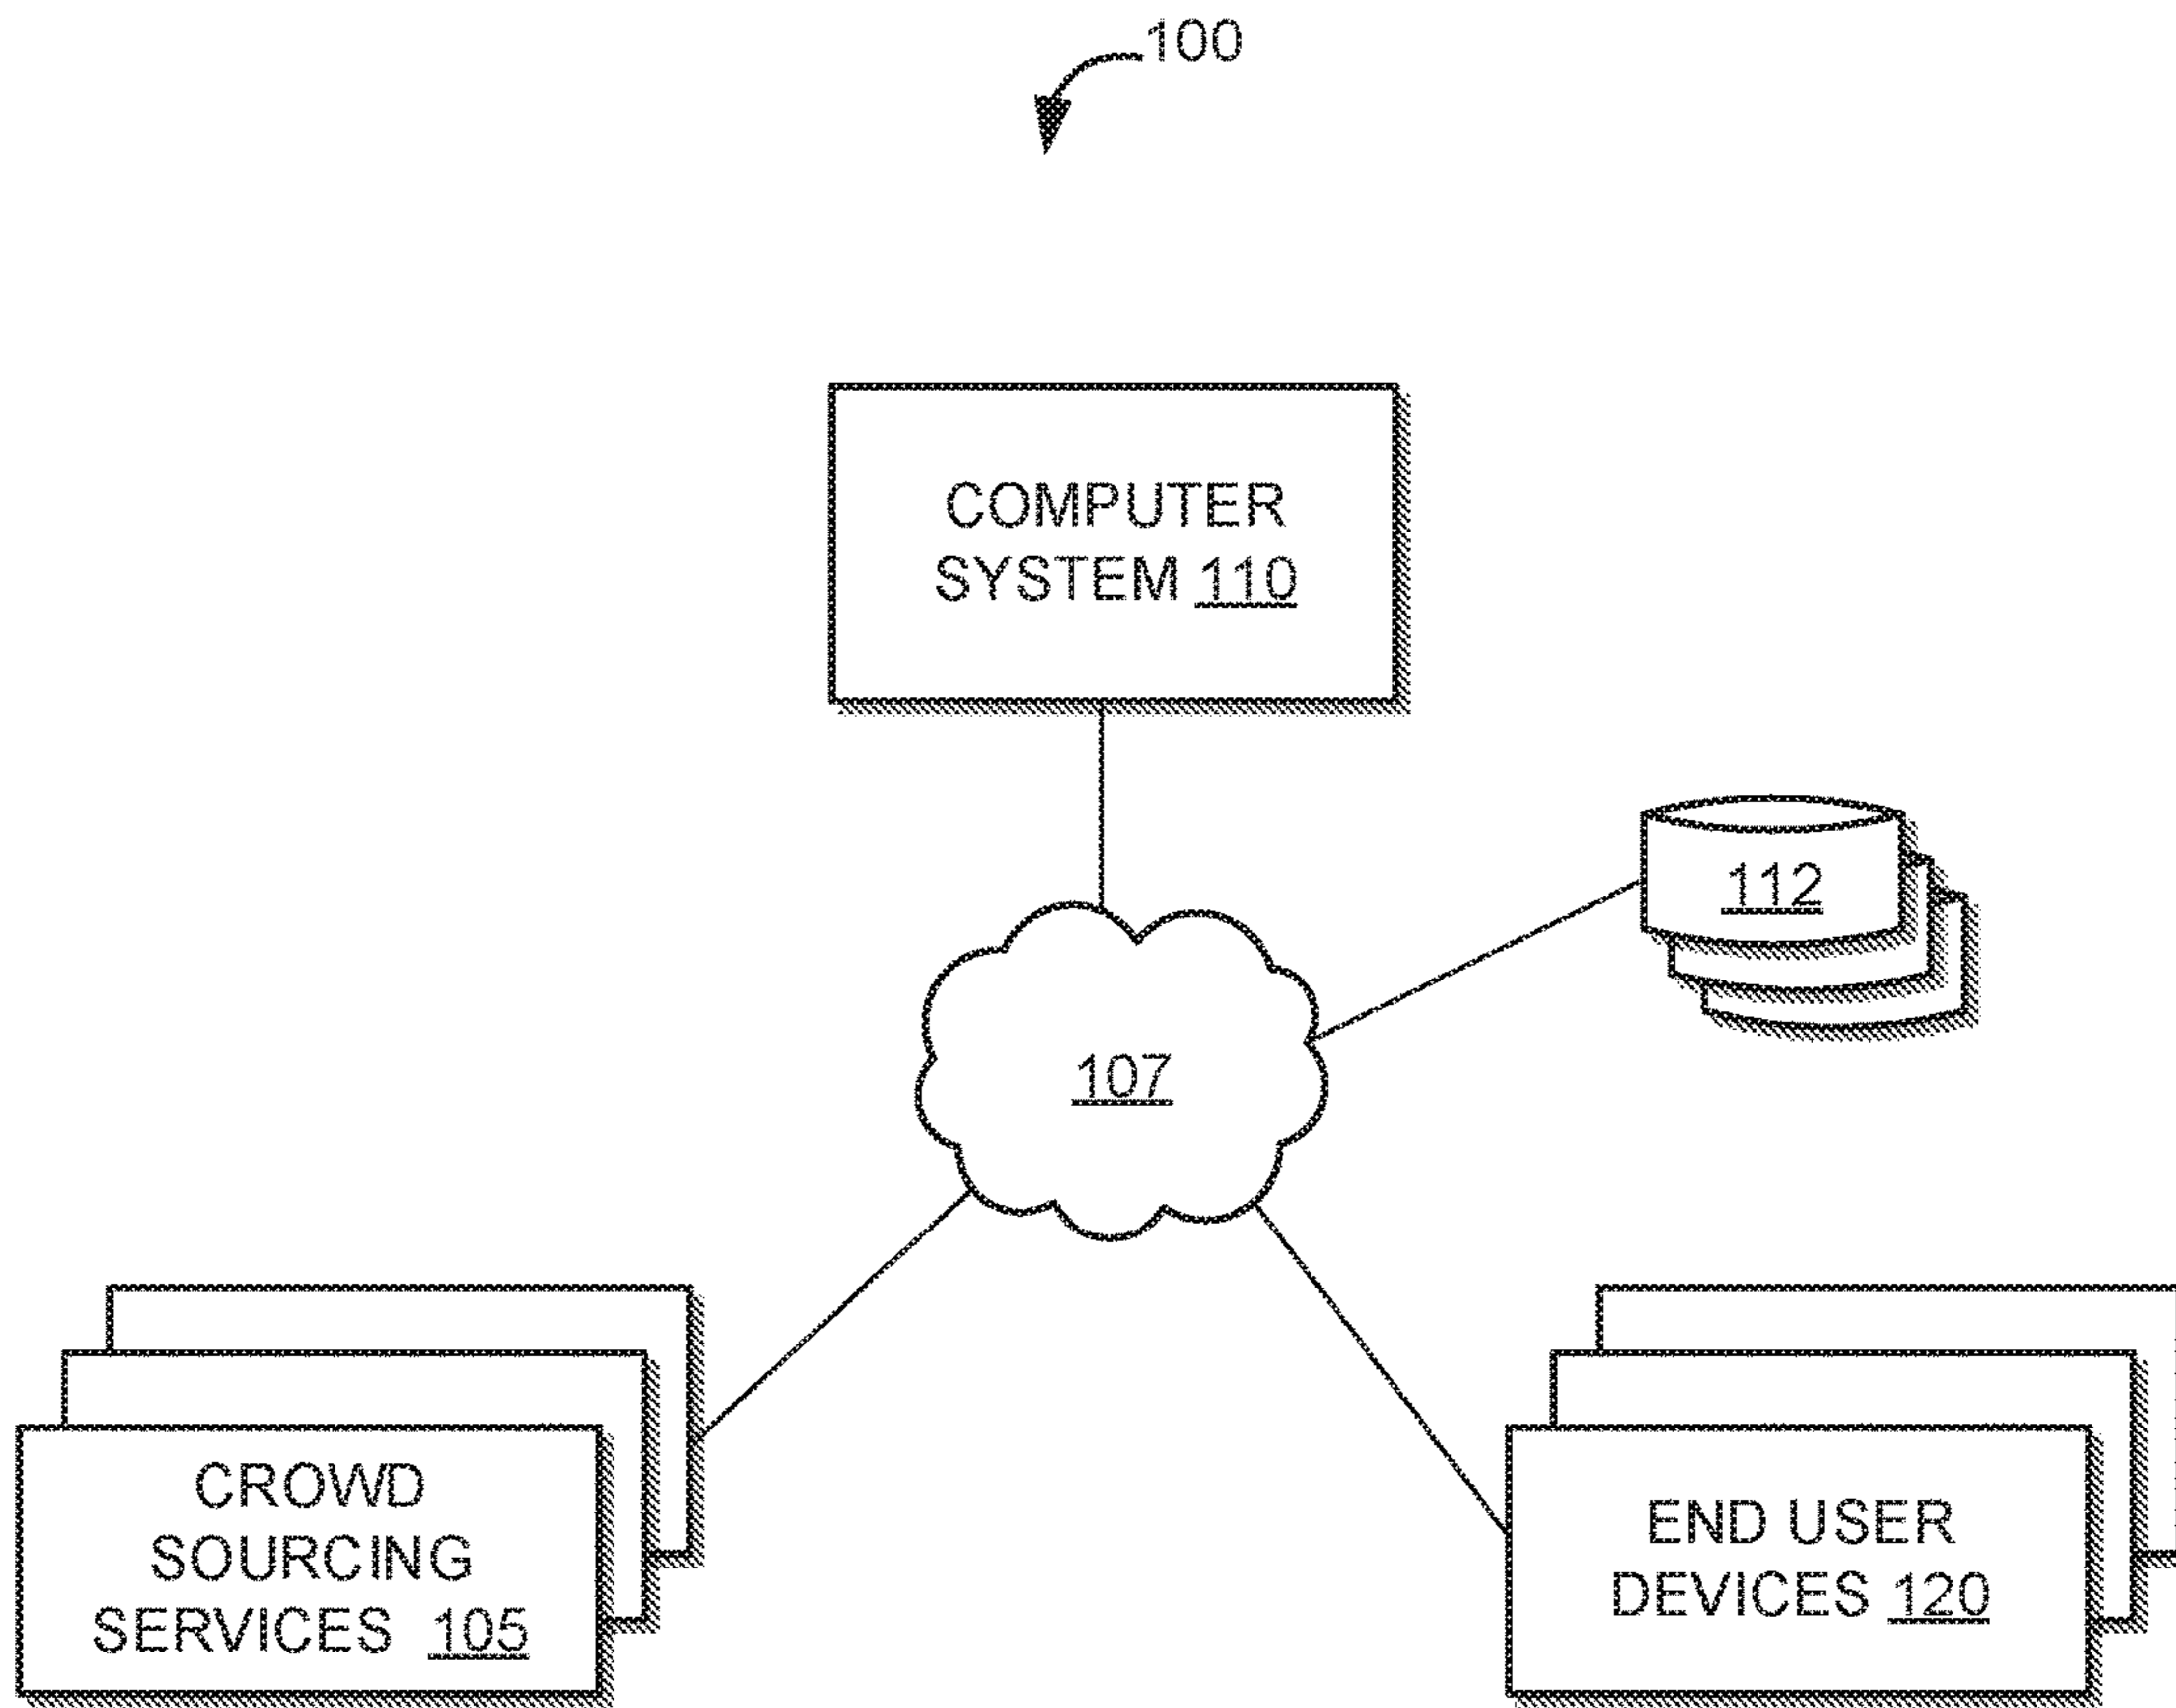 100
COMPUTER
SYSTEM 110
112
107
CROWD
SOURCING
SERVICES 105
END USER
DEVICES 120